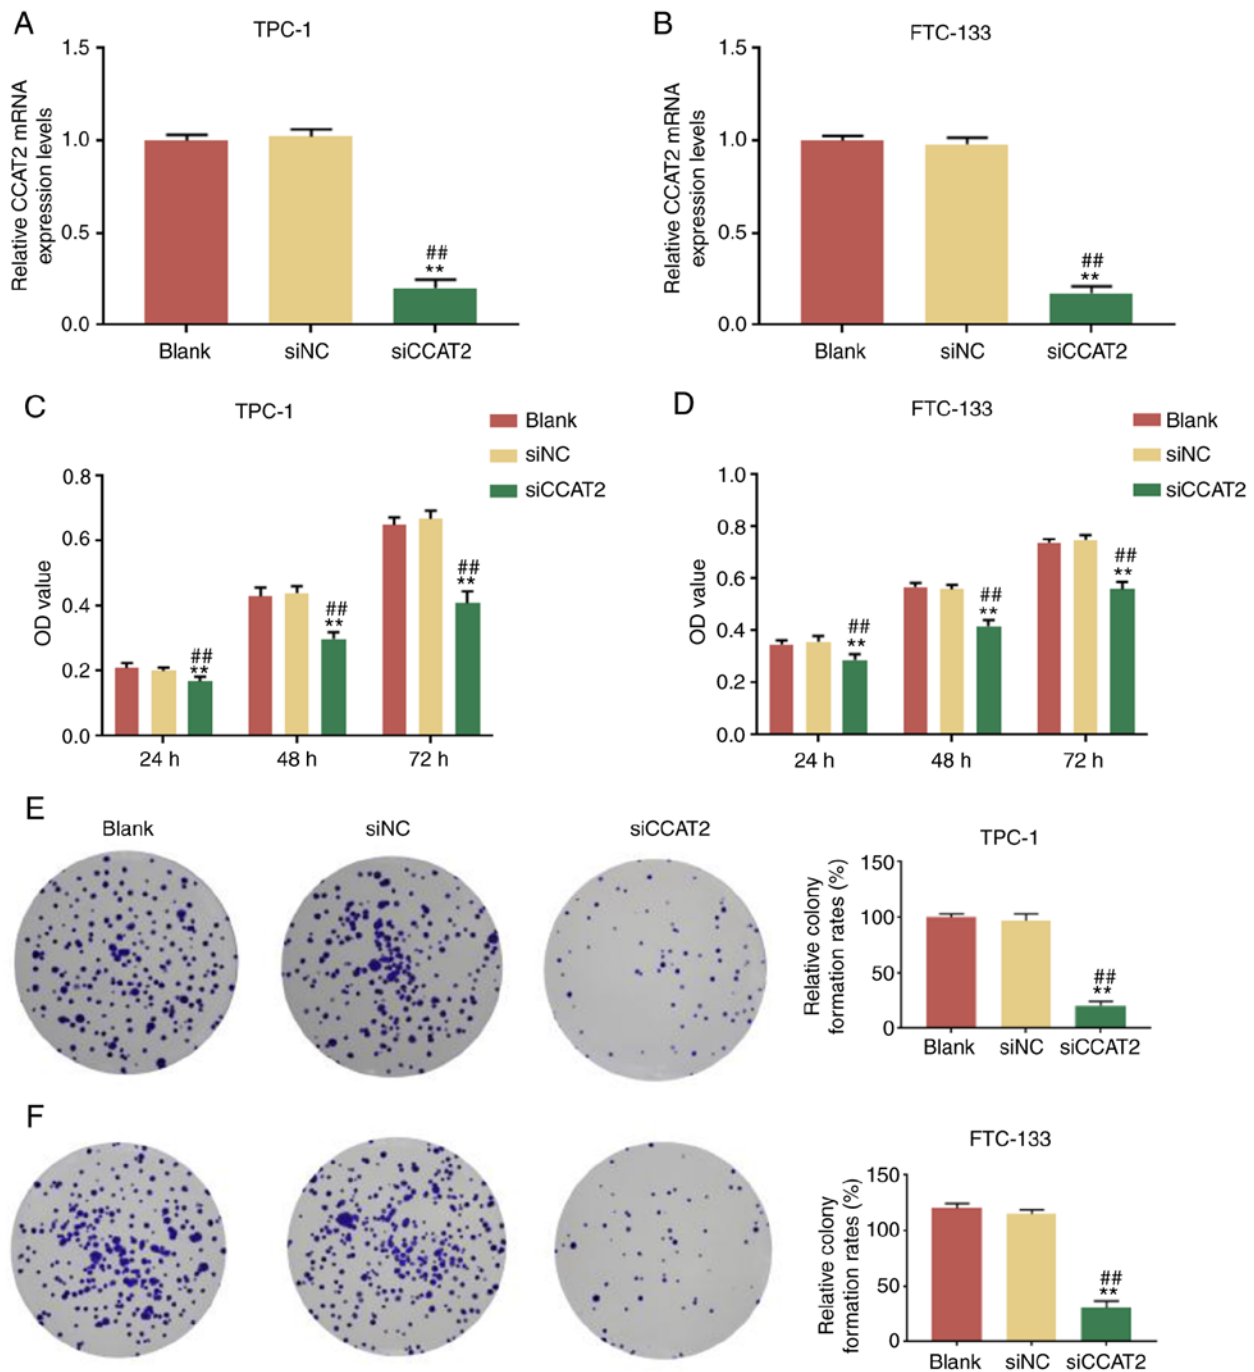 A
TPC-1
Relative CCAT2 mRNA
expression levels
1.5
1.0
0.5
0.0
##
**
Blank siNC siCCAT2
B
FTC-133
Relative CCAT2 mRNA
expression levels
1.5
1.0
0.5
0.0
##
**
Blank siNC siCCAT2
C
TPC-1
Blank
siNC
siCCAT2
OD value
0.8
0.6
0.4
0.2
0.0
##
**
##
**
##
**
24 h 48 h 72 h
D
FTC-133
Blank
siNC
siCCAT2
OD value
1.0
0.8
0.6
0.4
0.2
0.0
##
**
##
**
##
**
24 h 48 h 72 h
E
Blank siNC siCCAT2
TPC-1
Relative colony
formation rates (%)
150
100
50
0
##
**
Blank siNC siCCAT2
F
FTC-133
Relative colony
formation rates (%)
150
100
50
0
##
**
Blank siNC siCCAT2